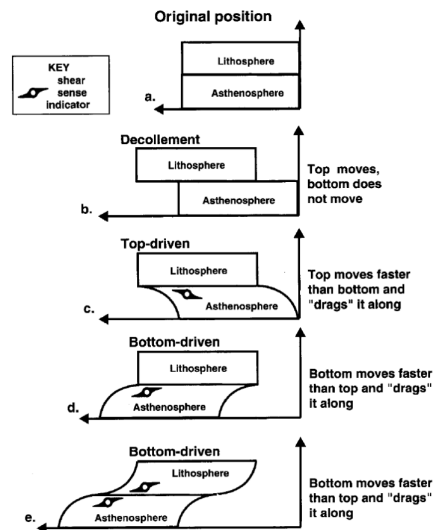 Original position
KEY
shear
sense
indicator
Lithosphere
Asthenosphere
a.
Decollement
Lithosphere
Asthenosphere
b.
Top moves,
bottom does
not move
Top-driven
Lithosphere
Asthenosphere
c.
Top moves faster
than bottom and
"drags" it along
Bottom-driven
Lithosphere
Asthenosphere
d.
Bottom moves faster
than top and "drags"
it along
Bottom-driven
Lithosphere
Asthenosphere
e.
Bottom moves faster
than top and "drags"
it along